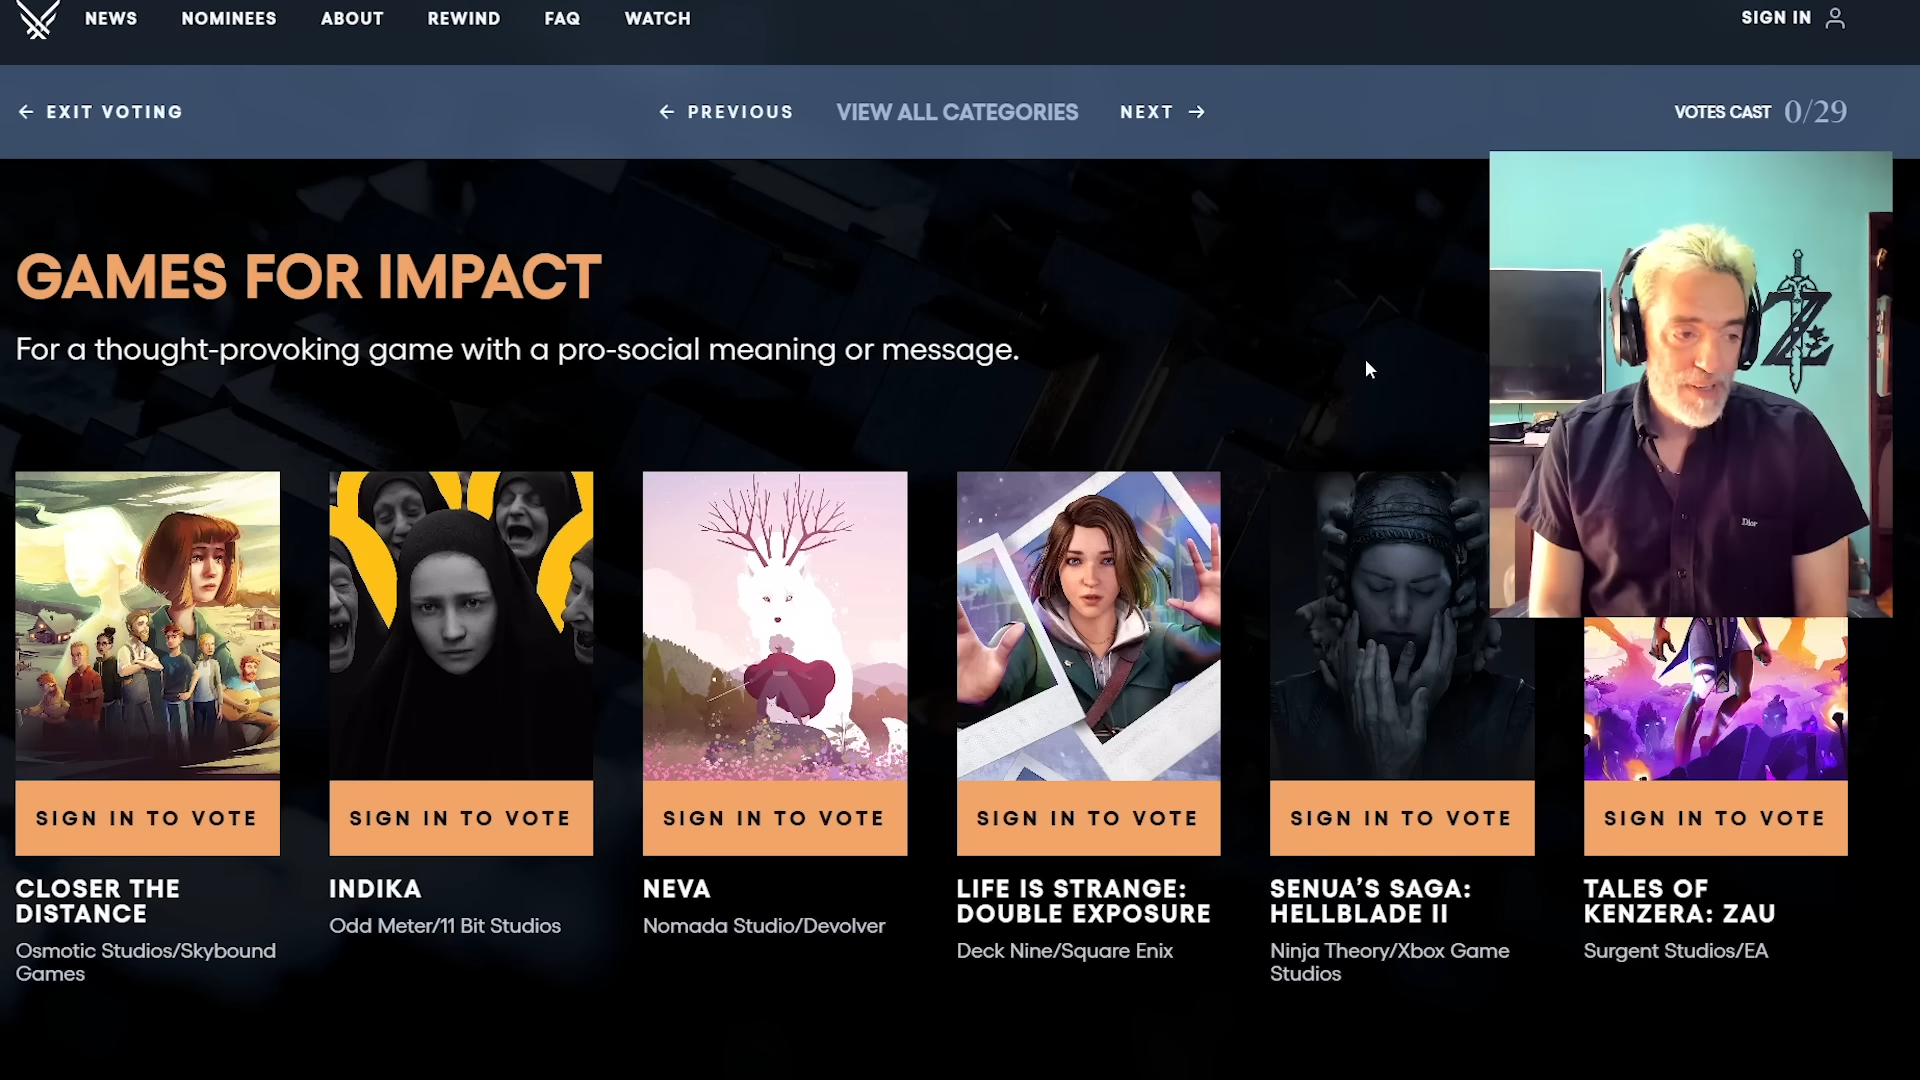 NEWS NOMINEES ABOUT REWIND FAQ WATCH SIGN IN
EXIT VOTING PREVIOUS VIEW ALL CATEGORIES NEXT VOTES CAST 0/29
GAMES FOR IMPACT
For a thought-provoking game with a pro-social meaning or message.
Z
Dior
SIGN IN TO VOTE SIGN IN TO VOTE SIGN IN TO VOTE SIGN IN TO VOTE SIGN IN TO VOTE SIGN IN TO VOTE
CLOSER THE
DISTANCE
Osmotic Studios/Skybound
Games
INDIKA
Odd Meter/11 Bit Studios
NEVA
Nomada Studio/Devolver
LIFE IS STRANGE:
DOUBLE EXPOSURE
Deck Nine/Square Enix
SENUA’S SAGA:
HELLBLADE II
Ninja Theory/Xbox Game
Studios
TALES OF
KENZERA: ZAU
Surgent Studios/EA